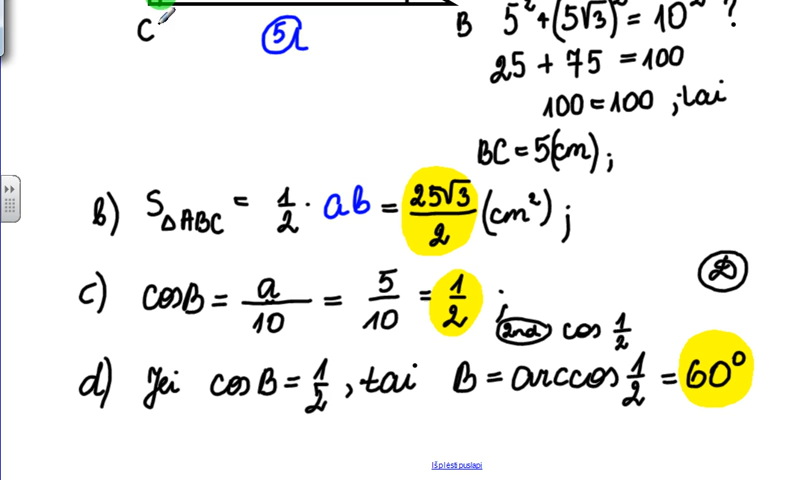 5² + (5√3)² = 10² ?
C
5 a
B
25 + 75 = 100
100 = 100 ; tai
BC = 5(cm) ;
b) S△ABC = 1/2 · ab = 25√3/2 (cm²) ;
c) cosB = a/10 = 5/10 = 1/2 ;
2nd cos 1/2
d) Jei cosB = 1/2 , tai B = arccos 1/2 = 60°
Išplėsti puslapį